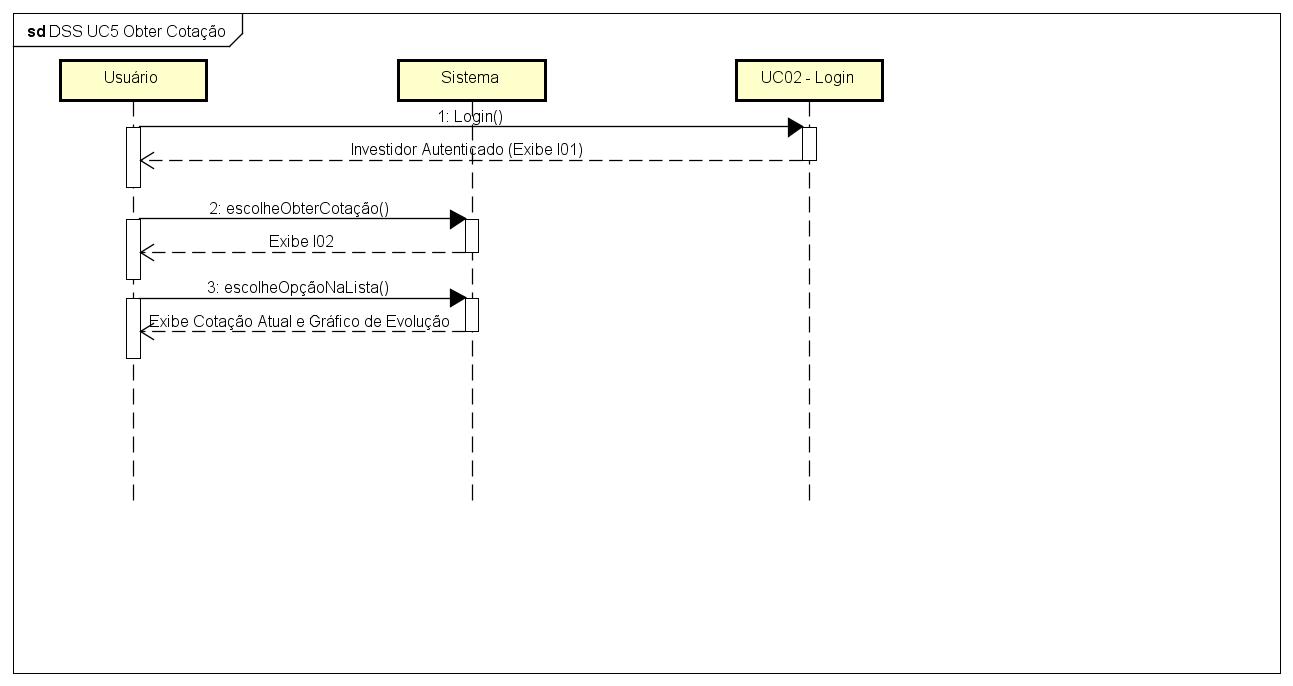 sd DSS UC5 Obter Cotação
Usuário
Sistema
UC02 - Login
1: Login()
Investidor Autenticado (Exibe I01)
2: escolheObterCotação()
Exibe I02
3: escolheOpçãoNaLista()
Exibe Cotação Atual e Gráfico de Evolução